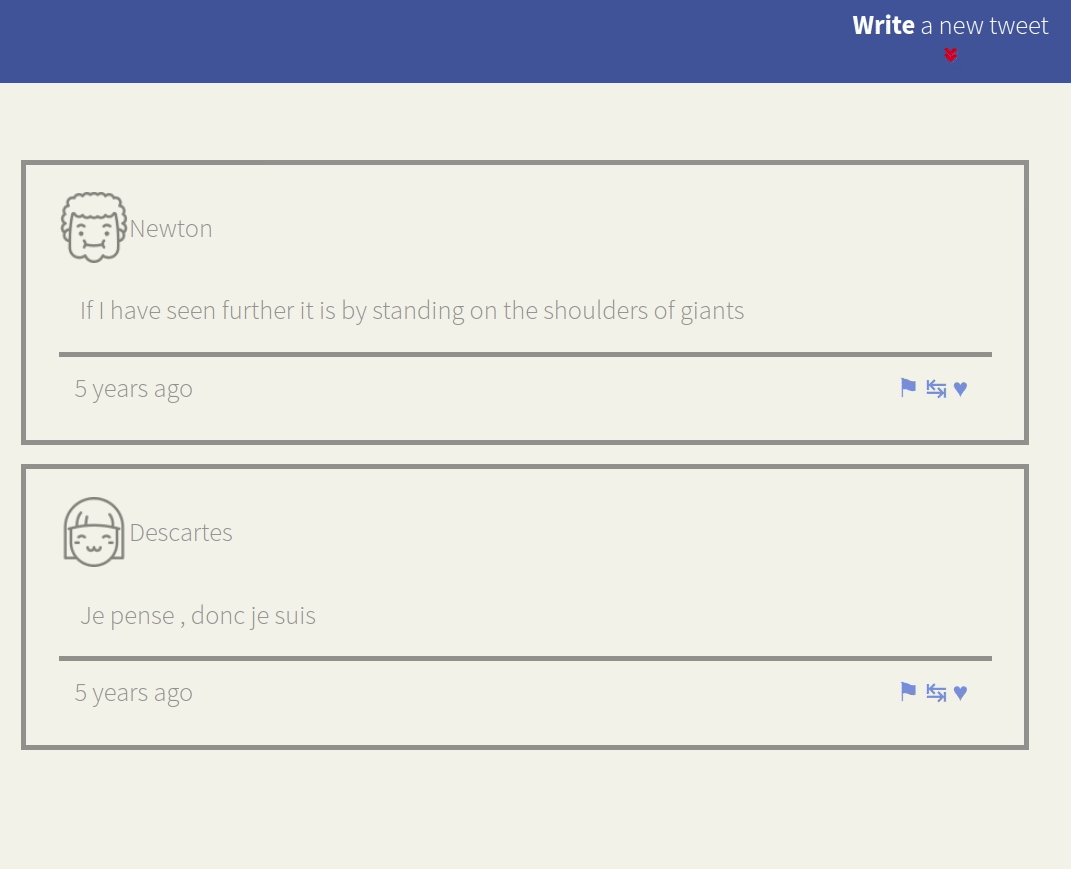 Write a new tweet
Newton
If I have seen further it is by standing on the shoulders of giants
5 years ago
Descartes
Je pense , donc je suis
5 years ago